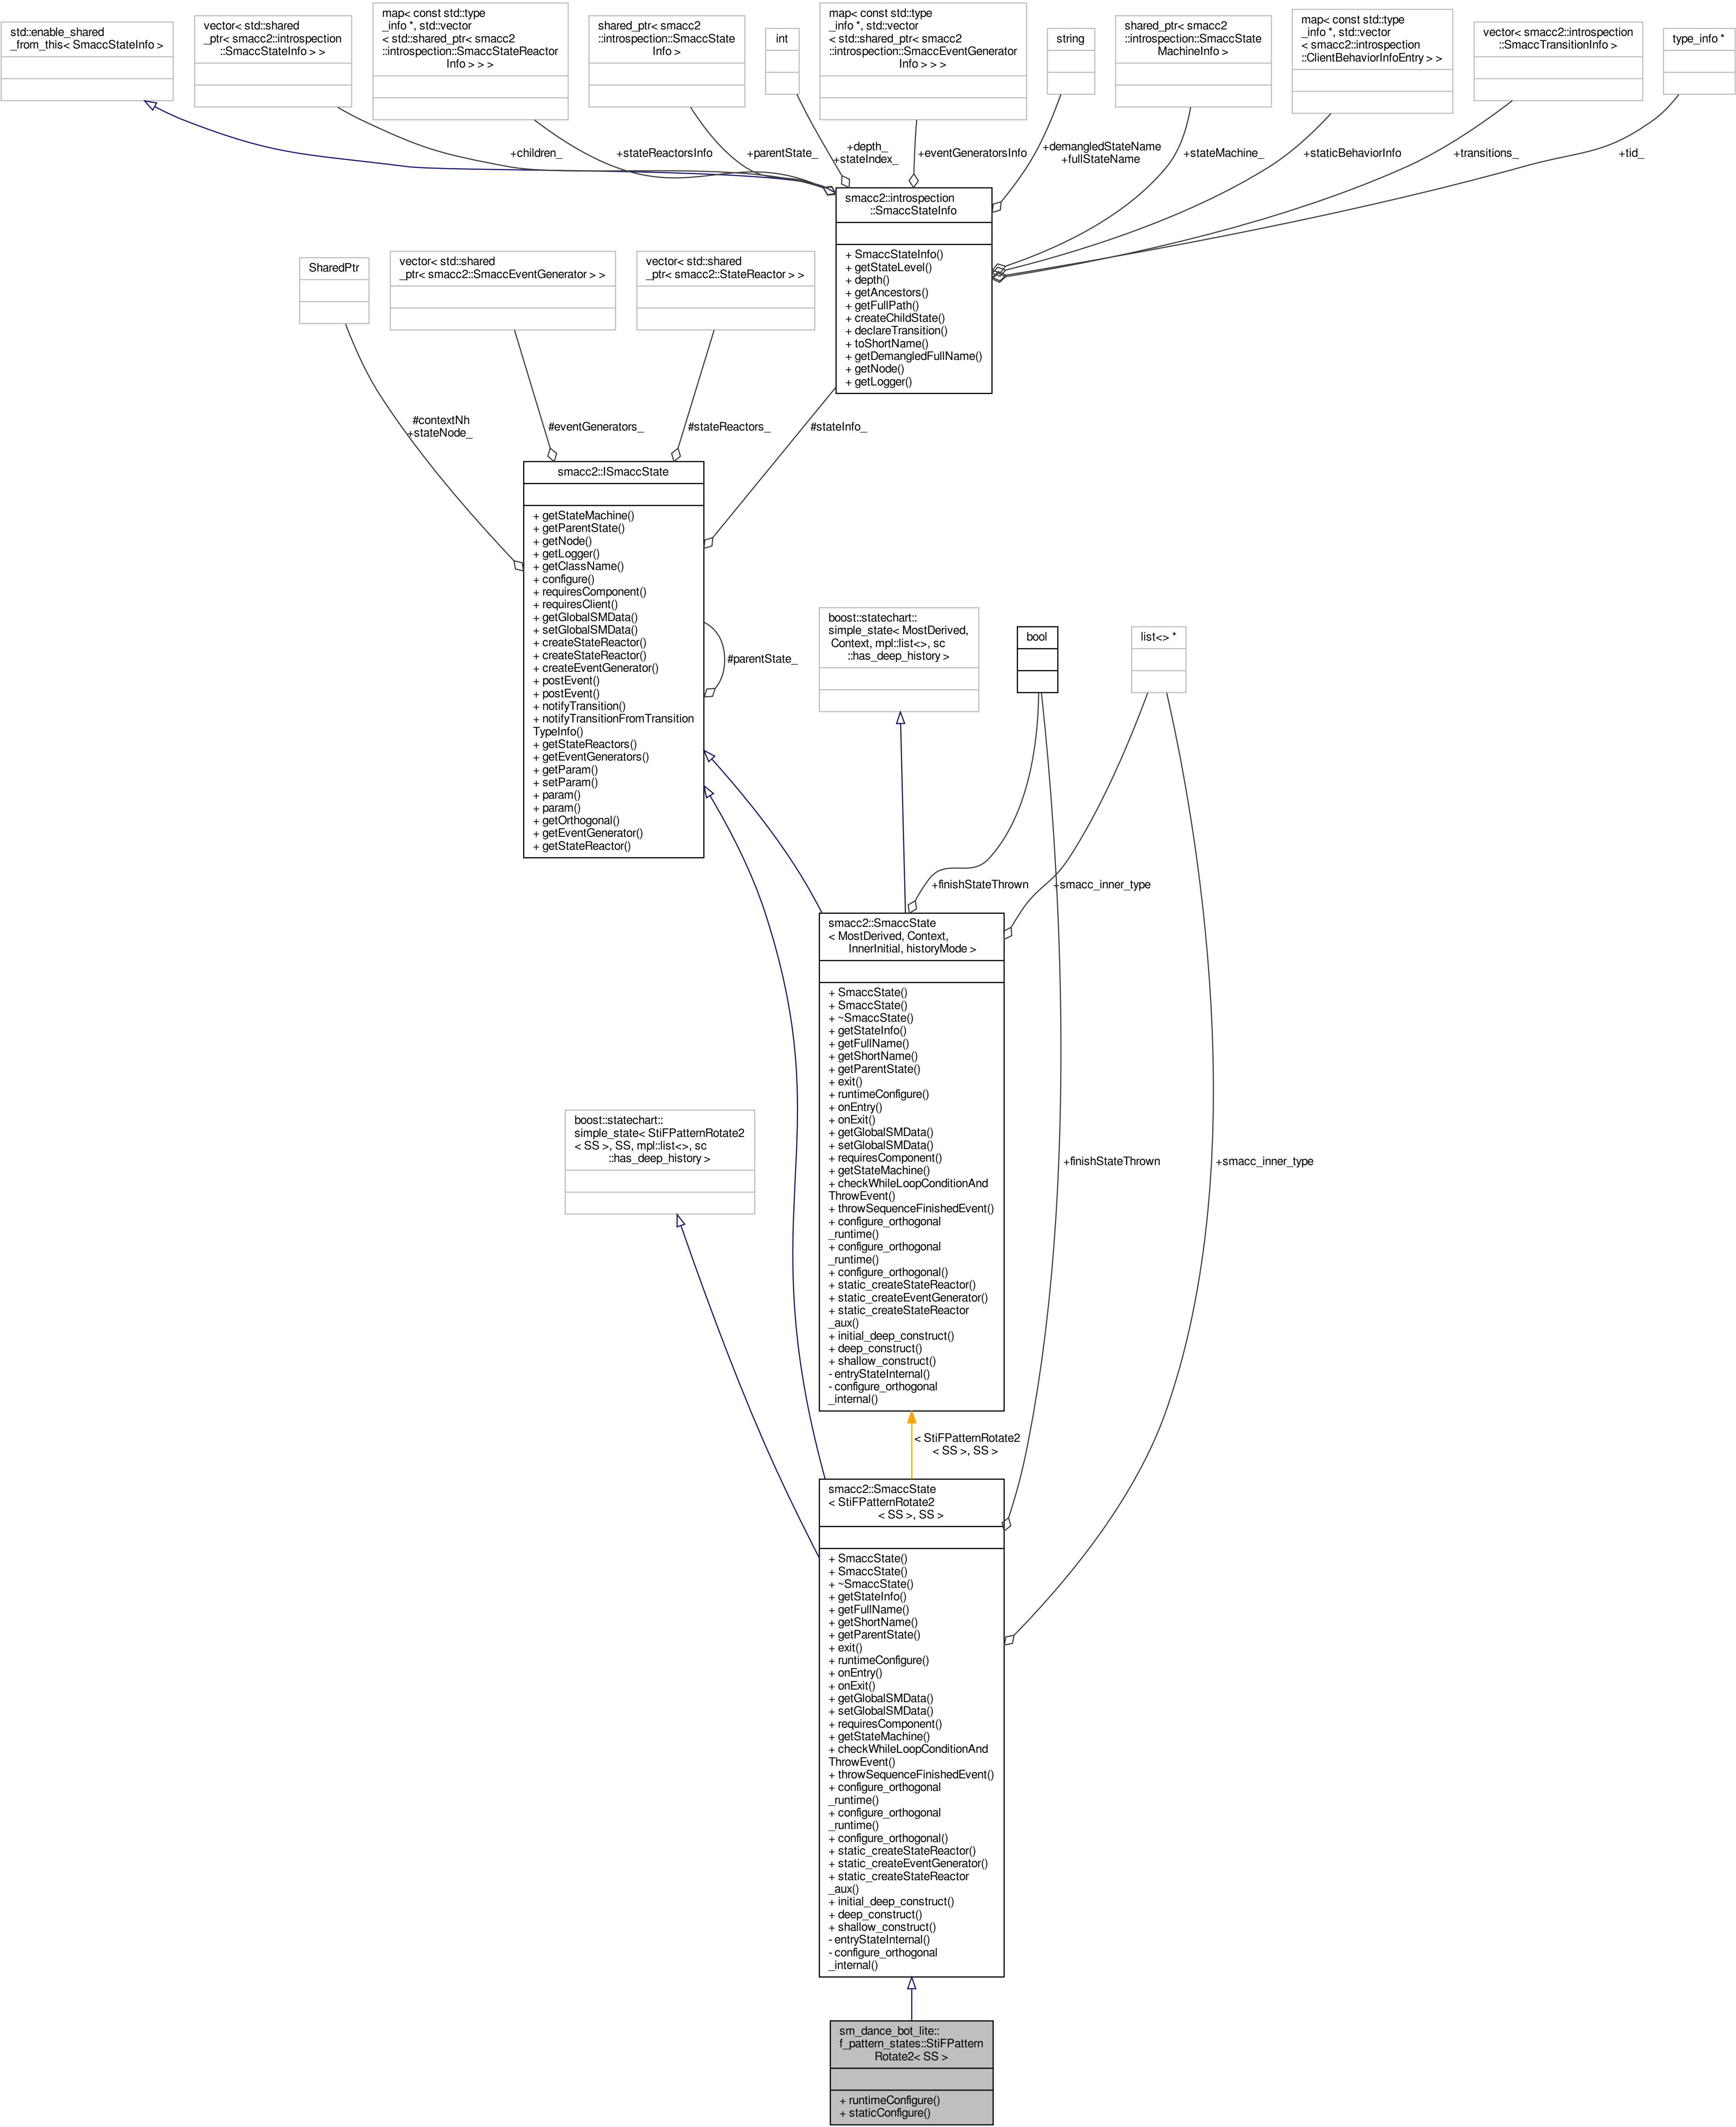 std::enable_shared
_from_this< SmaccStateInfo >
vector< std::shared
_ptr< smacc2::introspection
::SmaccStateInfo > >
map< const std::type
_info *, std::vector
< std::shared_ptr< smacc2
::introspection::SmaccStateReactor
Info > > >
shared_ptr< smacc2
::introspection::SmaccState
Info >
int
map< const std::type
_info *, std::vector
< std::shared_ptr< smacc2
::introspection::SmaccEventGenerator
Info > > >
string
shared_ptr< smacc2
::introspection::SmaccState
MachineInfo >
map< const std::type
_info *, std::vector
< smacc2::introspection
::ClientBehaviorInfoEntry > >
vector< smacc2::introspection
::SmaccTransitionInfo >
type_info *
+children_
+stateReactorsInfo
+parentState_
+depth_
+stateIndex_
+eventGeneratorsInfo
+demangledStateName
+fullStateName
+stateMachine_
+staticBehaviorInfo
+transitions_
+tid_
smacc2::introspection
::SmaccStateInfo
+ SmaccStateInfo()
+ getStateLevel()
+ depth()
+ getAncestors()
+ getFullPath()
+ createChildState()
+ declareTransition()
+ toShortName()
+ getDemangledFullName()
+ getNode()
+ getLogger()
SharedPtr
vector< std::shared
_ptr< smacc2::SmaccEventGenerator > >
vector< std::shared
_ptr< smacc2::StateReactor > >
#contextNh
+stateNode_
#eventGenerators_
#stateReactors_
#stateInfo_
smacc2::ISmaccState
+ getStateMachine()
+ getParentState()
+ getNode()
+ getLogger()
+ getClassName()
+ configure()
+ requiresComponent()
+ requiresClient()
+ getGlobalSMData()
+ setGlobalSMData()
+ createStateReactor()
+ createStateReactor()
+ createEventGenerator()
+ postEvent()
+ postEvent()
+ notifyTransition()
+ notifyTransitionFromTransition
TypeInfo()
+ getStateReactors()
+ getEventGenerators()
+ getParam()
+ setParam()
+ param()
+ param()
+ getOrthogonal()
+ getEventGenerator()
+ getStateReactor()
#parentState_
boost::statechart::
simple_state< MostDerived,
Context, mpl::list<>, sc
::has_deep_history >
bool
list<> *
+finishStateThrown
+smacc_inner_type
smacc2::SmaccState
< MostDerived, Context,
InnerInitial, historyMode >
+ SmaccState()
+ SmaccState()
+ ~SmaccState()
+ getStateInfo()
+ getFullName()
+ getShortName()
+ getParentState()
+ exit()
+ runtimeConfigure()
+ onEntry()
+ onExit()
+ getGlobalSMData()
+ setGlobalSMData()
+ requiresComponent()
+ getStateMachine()
+ checkWhileLoopConditionAnd
ThrowEvent()
+ throwSequenceFinishedEvent()
+ configure_orthogonal
_runtime()
+ configure_orthogonal
_runtime()
+ configure_orthogonal()
+ static_createStateReactor()
+ static_createEventGenerator()
+ static_createStateReactor
_aux()
+ initial_deep_construct()
+ deep_construct()
+ shallow_construct()
- entryStateInternal()
- configure_orthogonal
_internal()
boost::statechart::
simple_state< StiFPatternRotate2
< SS >, SS, mpl::list<>, sc
::has_deep_history >
+finishStateThrown
+smacc_inner_type
< StiFPatternRotate2
< SS >, SS >
smacc2::SmaccState
< StiFPatternRotate2
< SS >, SS >
+ SmaccState()
+ SmaccState()
+ ~SmaccState()
+ getStateInfo()
+ getFullName()
+ getShortName()
+ getParentState()
+ exit()
+ runtimeConfigure()
+ onEntry()
+ onExit()
+ getGlobalSMData()
+ setGlobalSMData()
+ requiresComponent()
+ getStateMachine()
+ checkWhileLoopConditionAnd
ThrowEvent()
+ throwSequenceFinishedEvent()
+ configure_orthogonal
_runtime()
+ configure_orthogonal
_runtime()
+ configure_orthogonal()
+ static_createStateReactor()
+ static_createEventGenerator()
+ static_createStateReactor
_aux()
+ initial_deep_construct()
+ deep_construct()
+ shallow_construct()
- entryStateInternal()
- configure_orthogonal
_internal()
sm_dance_bot_lite::
f_pattern_states::StiFPattern
Rotate2< SS >
+ runtimeConfigure()
+ staticConfigure()